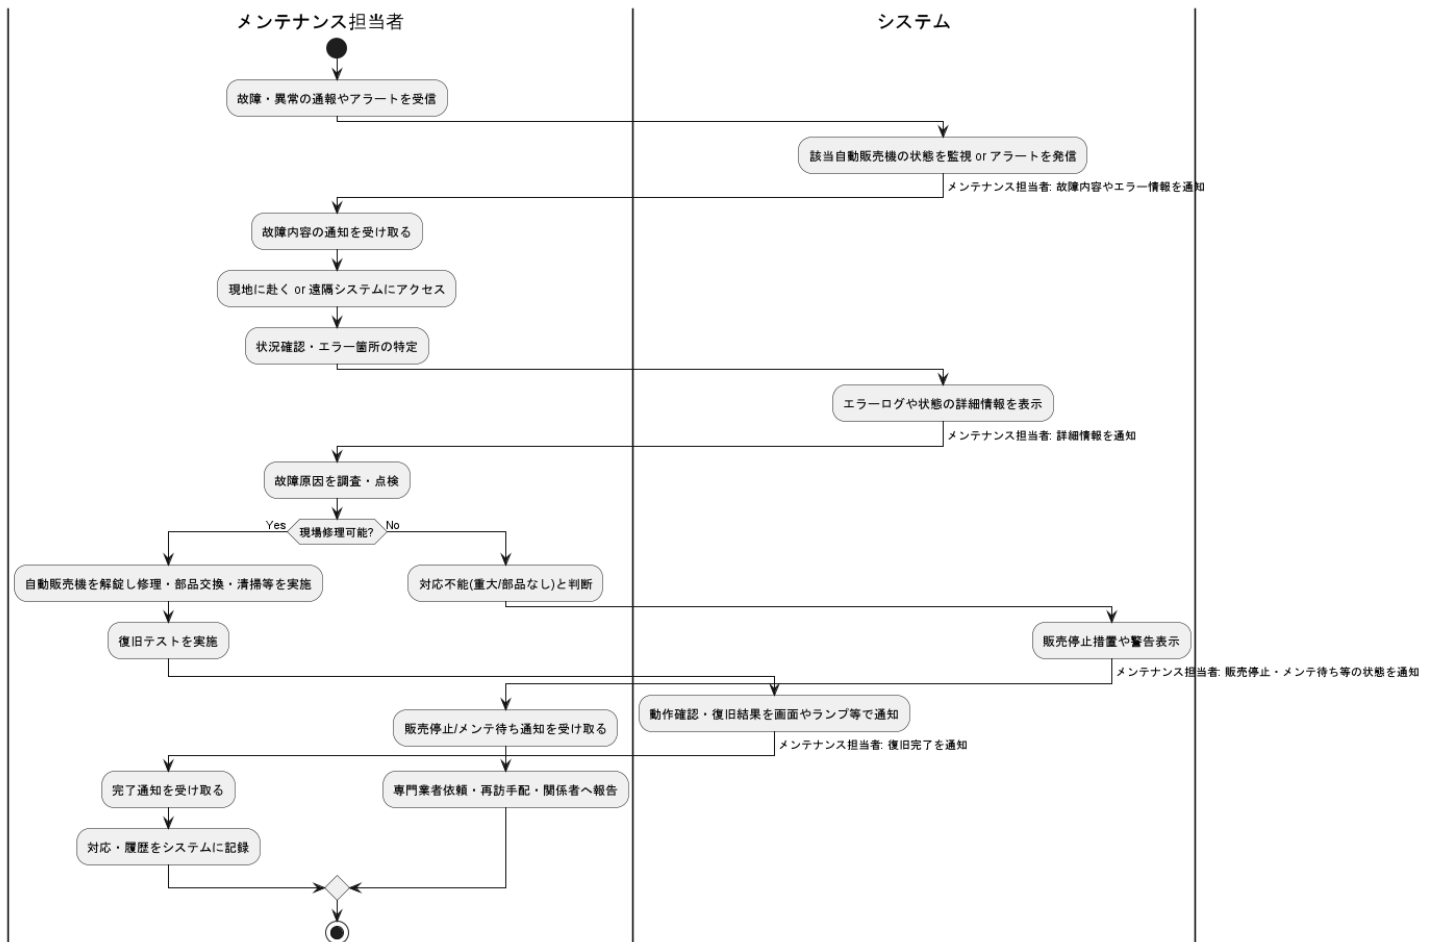 メンテナンス担当者
システム
故障・異常の通報やアラートを受信
該当自動販売機の状態を監視 or アラートを発信
メンテナンス担当者: 故障内容やエラー情報を通知
故障内容の通知を受け取る
現地に赴く or 遠隔システムにアクセス
状況確認・エラー箇所の特定
エラーログや状態の詳細情報を表示
メンテナンス担当者: 詳細情報を通知
故障原因を調査・点検
Yes
現場修理可能?
No
自動販売機を解錠し修理・部品交換・清掃等を実施
対応不能(重大/部品なし)と判断
復旧テストを実施
販売停止措置や警告表示
メンテナンス担当者: 販売停止・メンテ待ち等の状態を通知
動作確認・復旧結果を画面やランプ等で通知
販売停止/メンテ待ち通知を受け取る
メンテナンス担当者: 復旧完了を通知
完了通知を受け取る
専門業者依頼・再訪手配・関係者へ報告
対応・履歴をシステムに記録